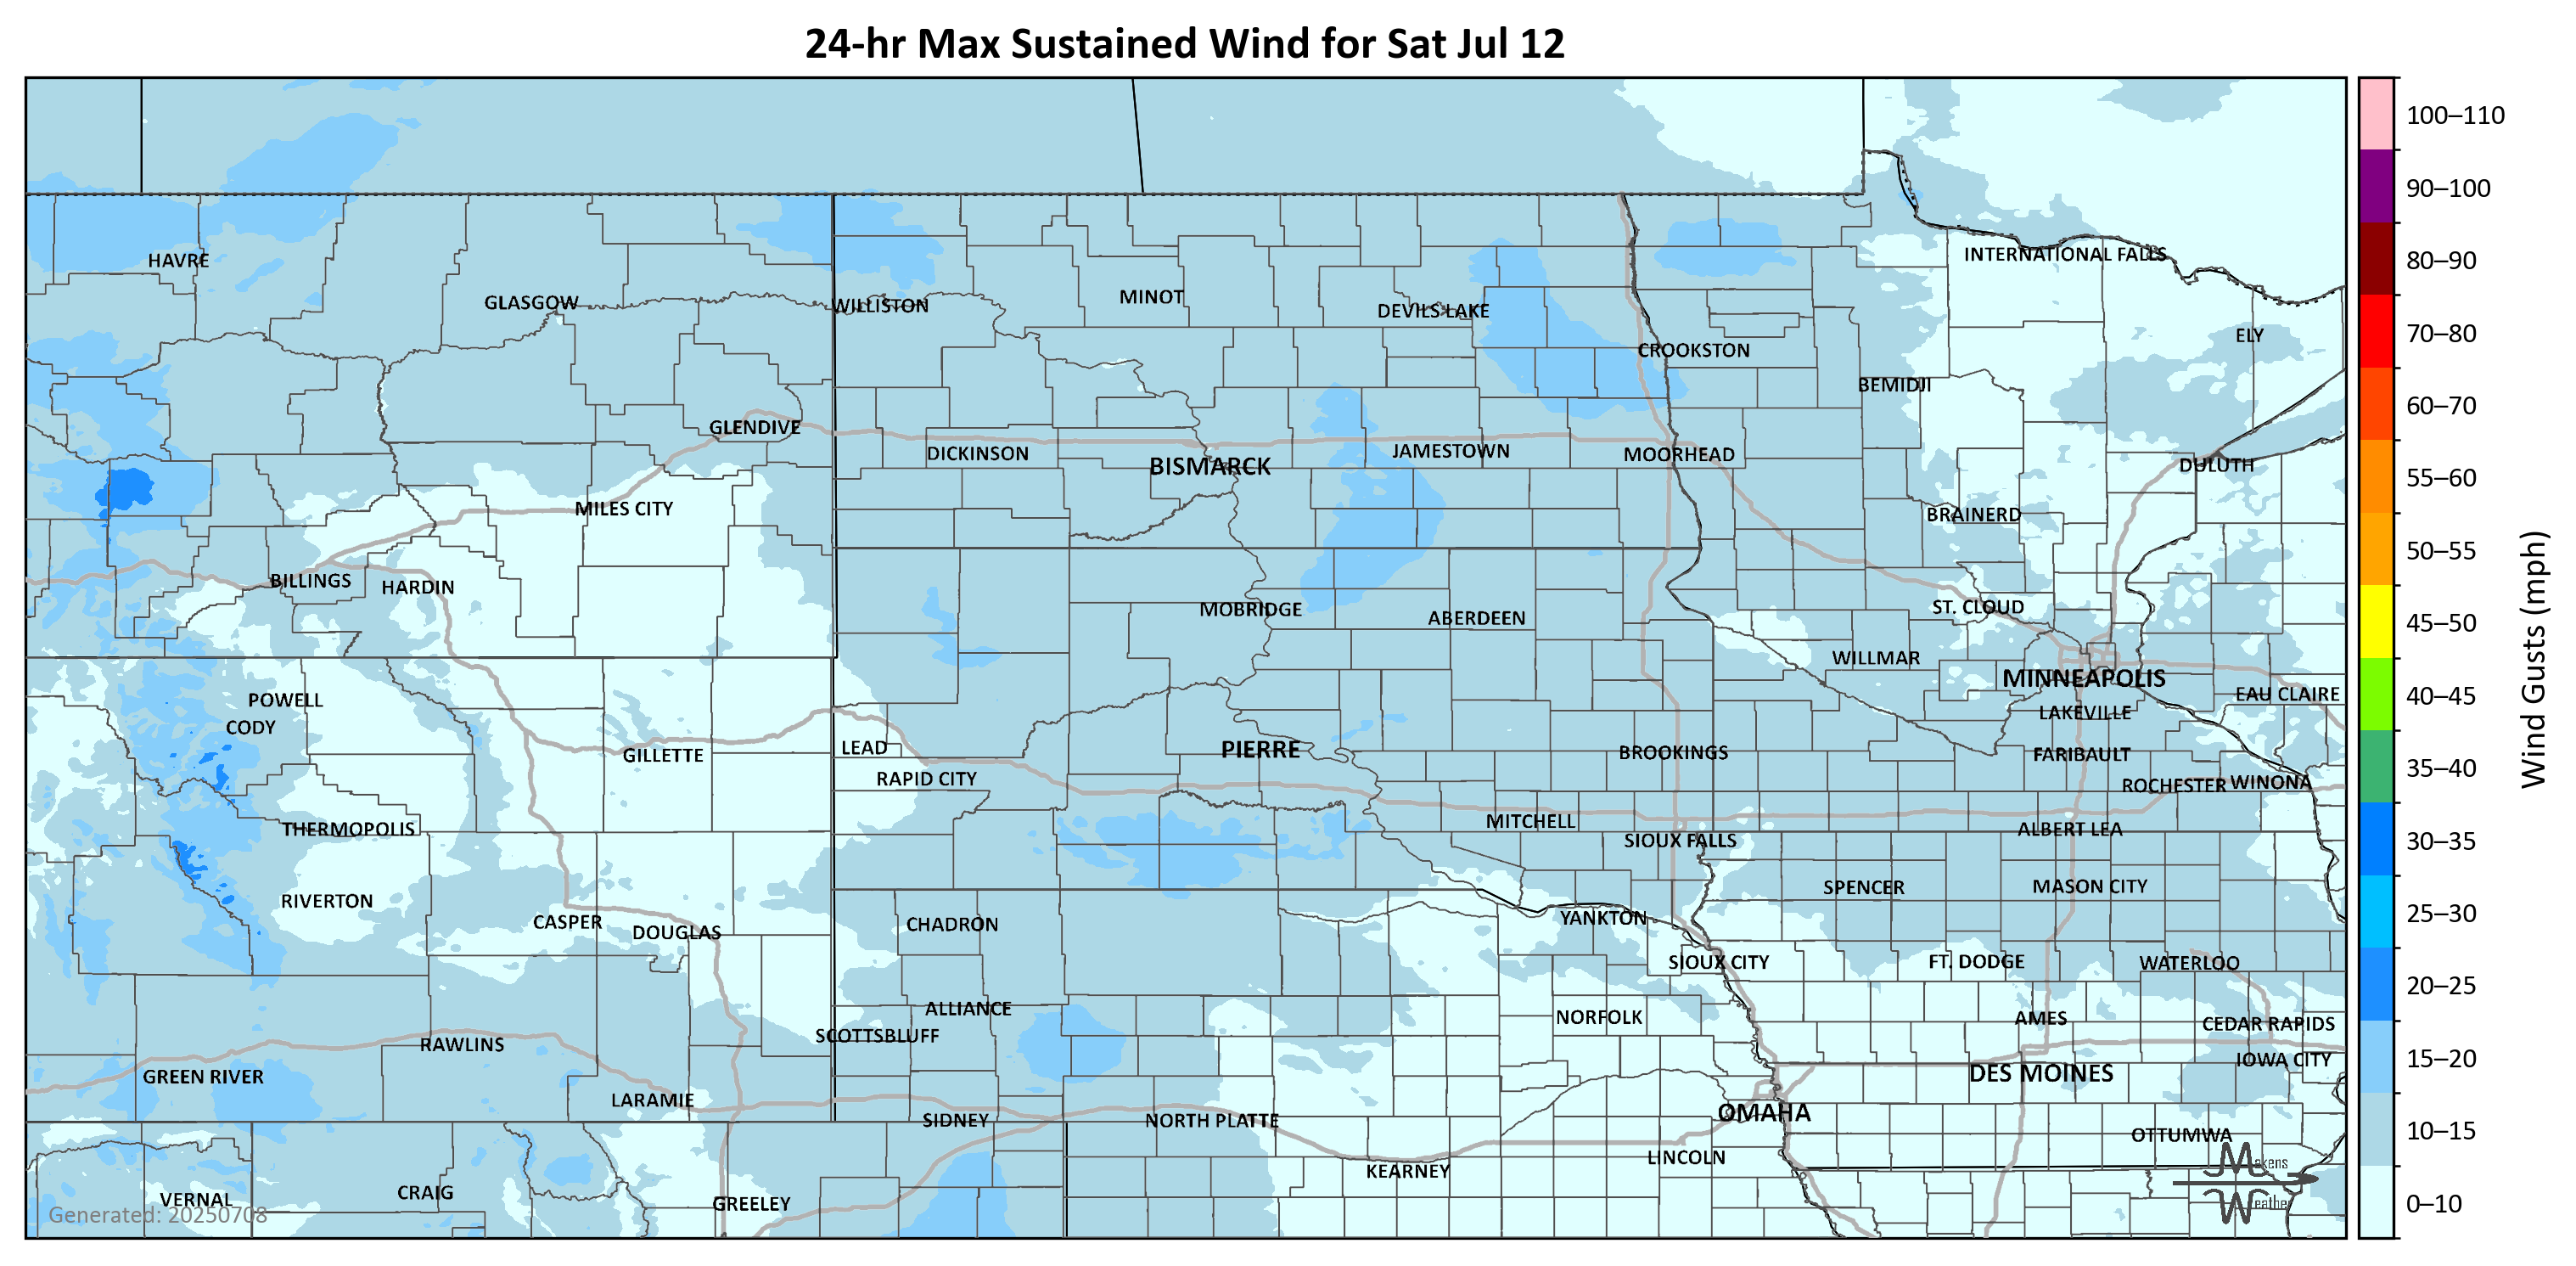 24-hr Max Sustained Wind for Sat Jul 12
100–110
90–100
80–90
70–80
60–70
55–60
50–55
45–50
40–45
35–40
30–35
25–30
20–25
15–20
10–15
0–10
Wind Gusts (mph)
INTERNATIONAL FALLS
HAVRE
GLASGOW
WILLISTON
MINOT
DEVILS LAKE
ELY
CROOKSTON
BEMIDJI
GLENDIVE
DICKINSON
BISMARCK
JAMESTOWN
MOORHEAD
DULUTH
MILES CITY
BRAINERD
BILLINGS
HARDIN
MOBRIDGE
ABERDEEN
ST. CLOUD
WILLMAR
MINNEAPOLIS
EAU CLAIRE
POWELL
CODY
LAKEVILLE
GILLETTE
LEAD
PIERRE
BROOKINGS
FARIBAULT
RAPID CITY
ROCHESTER
WINONA
THERMOPOLIS
MITCHELL
SIOUX FALLS
ALBERT LEA
RIVERTON
SPENCER
MASON CITY
CASPER
DOUGLAS
CHADRON
YANKTON
SIOUX CITY
FT. DODGE
WATERLOO
ALLIANCE
NORFOLK
AMES
CEDAR RAPIDS
SCOTTSBLUFF
RAWLINS
IOWA CITY
GREEN RIVER
DES MOINES
LARAMIE
SIDNEY
NORTH PLATTE
OMAHA
OTTUMWA
LINCOLN
KEARNEY
VERNAL
CRAIG
GREELEY
Generated: 20250708
Makens
Weather